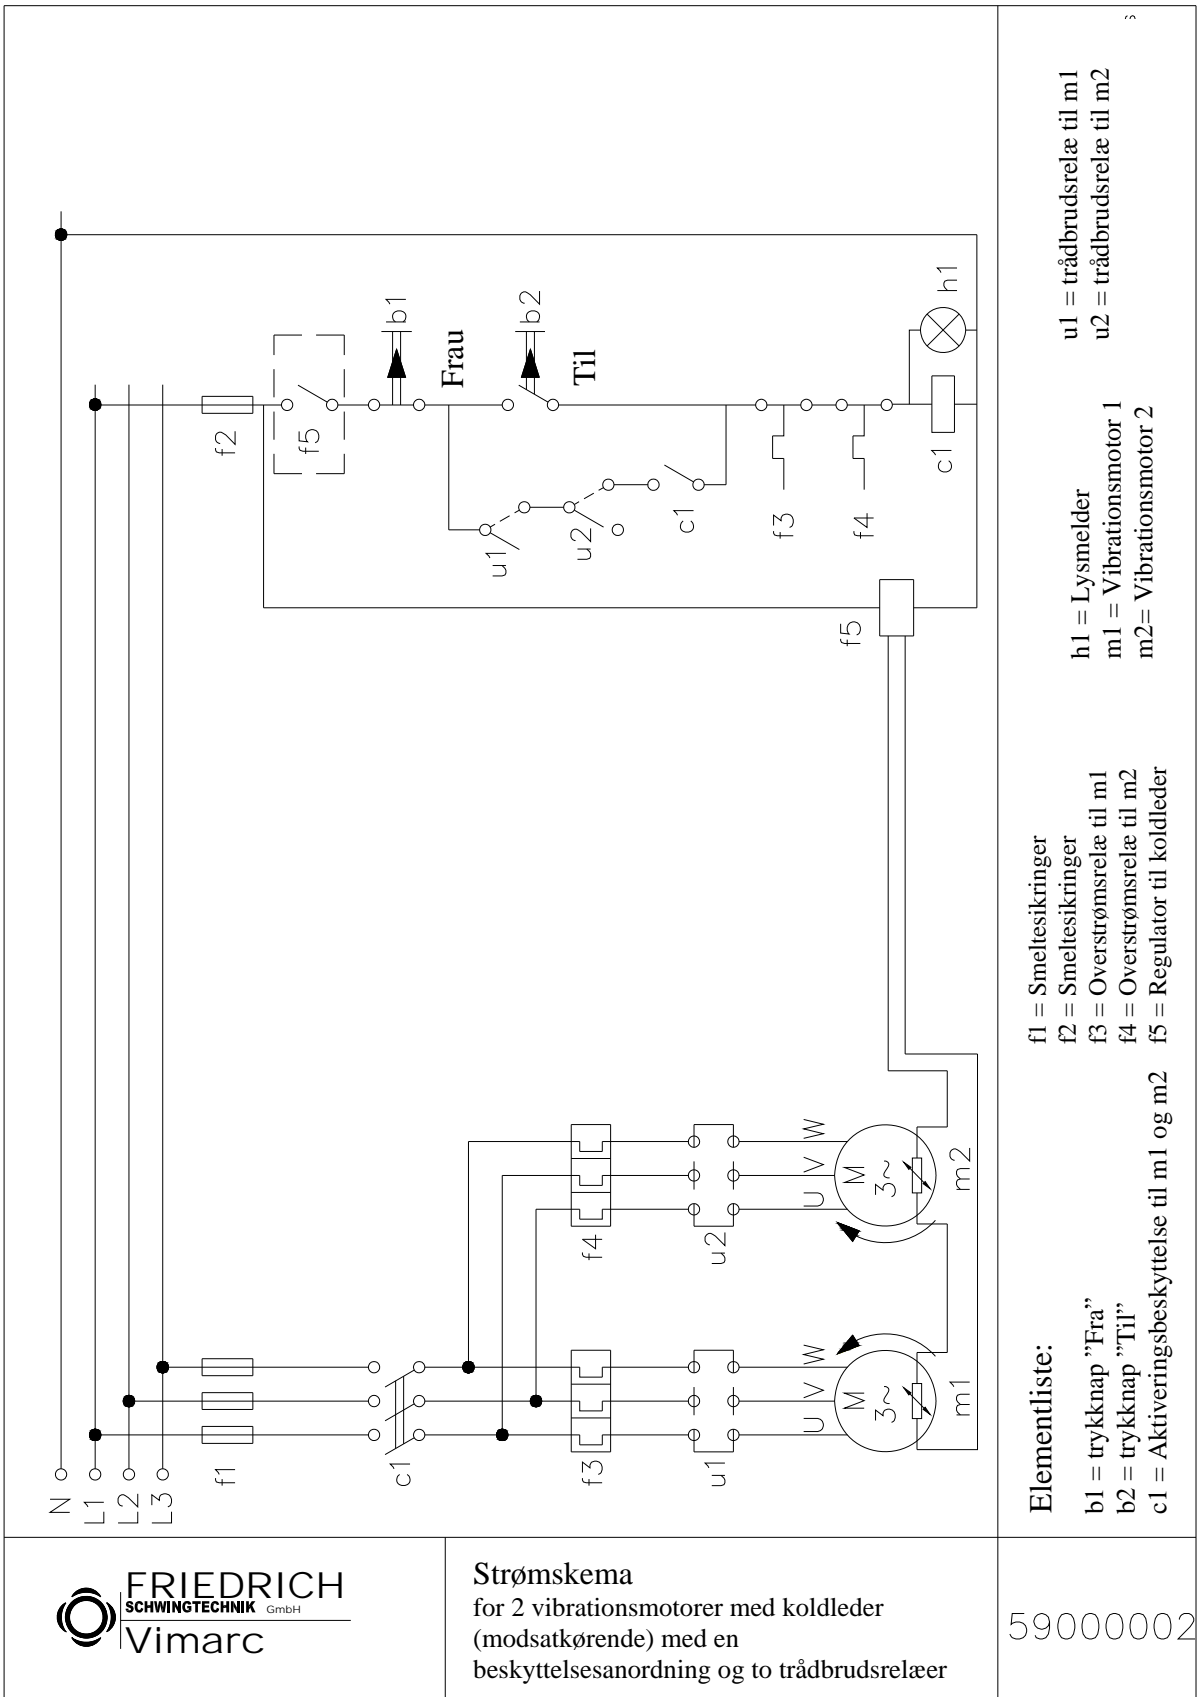 N
L1
L2
L3
f1
c1
f3
u1
U
V
W
M
3~
m1
f4
u2
U
V
W
M
3~
m2
f2
f5
b1
Frau
b2
Til
u1
u2
c1
f3
f4
f5
c1
h1
Elementliste:
b1 = trykknap ”Fra”
b2 = trykknap ”Til”
c1 = Aktiveringsbeskyttelse til m1 og m2
f1 = Smeltesikringer
f2 = Smeltesikringer
f3 = Overstrømsrelæ til m1
f4 = Overstrømsrelæ til m2
f5 = Regulator til koldleder
h1 = Lysmelder
m1 = Vibrationsmotor 1
m2= Vibrationsmotor 2
u1 = trådbrudsrelæ til m1
u2 = trådbrudsrelæ til m2
FRIEDRICH
SCHWINGTECHNIK GmbH
Vimarc
Strømskema
for 2 vibrationsmotorer med koldleder
(modsatkørende) med en
beskyttelsesanordning og to trådbrudsrelæer
59000002